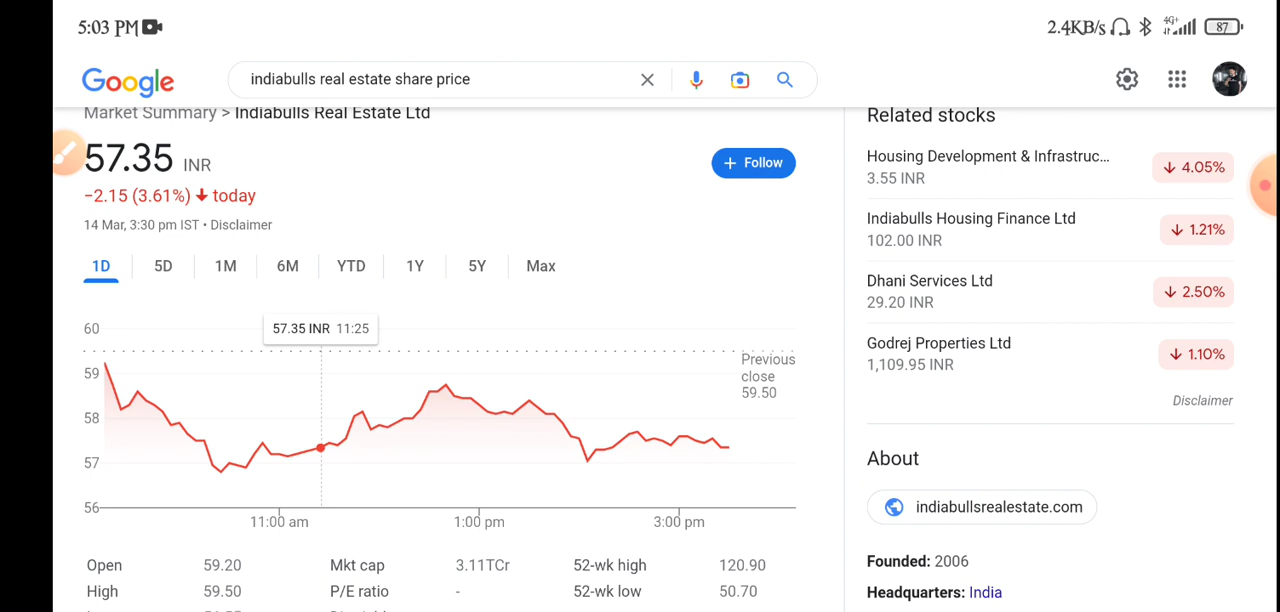 5:03 PM
2.4KB/s 4G+ 87
Google
indiabulls real estate share price
Market Summary > Indiabulls Real Estate Ltd
57.35 INR
+ Follow
−2.15 (3.61%) ↓ today
14 Mar, 3:30 pm IST • Disclaimer
1D 5D 1M 6M YTD 1Y 5Y Max
57.35 INR 11:25
60
59
58
57
56
Previous
close
59.50
11:00 am 1:00 pm 3:00 pm
Open 59.20 Mkt cap 3.11TCr 52-wk high 120.90
High 59.50 P/E ratio - 52-wk low 50.70
Related stocks
Housing Development & Infrastruc...
3.55 INR
↓ 4.05%
Indiabulls Housing Finance Ltd
102.00 INR
↓ 1.21%
Dhani Services Ltd
29.20 INR
↓ 2.50%
Godrej Properties Ltd
1,109.95 INR
↓ 1.10%
Disclaimer
About
indiabullsrealestate.com
Founded: 2006
Headquarters: India